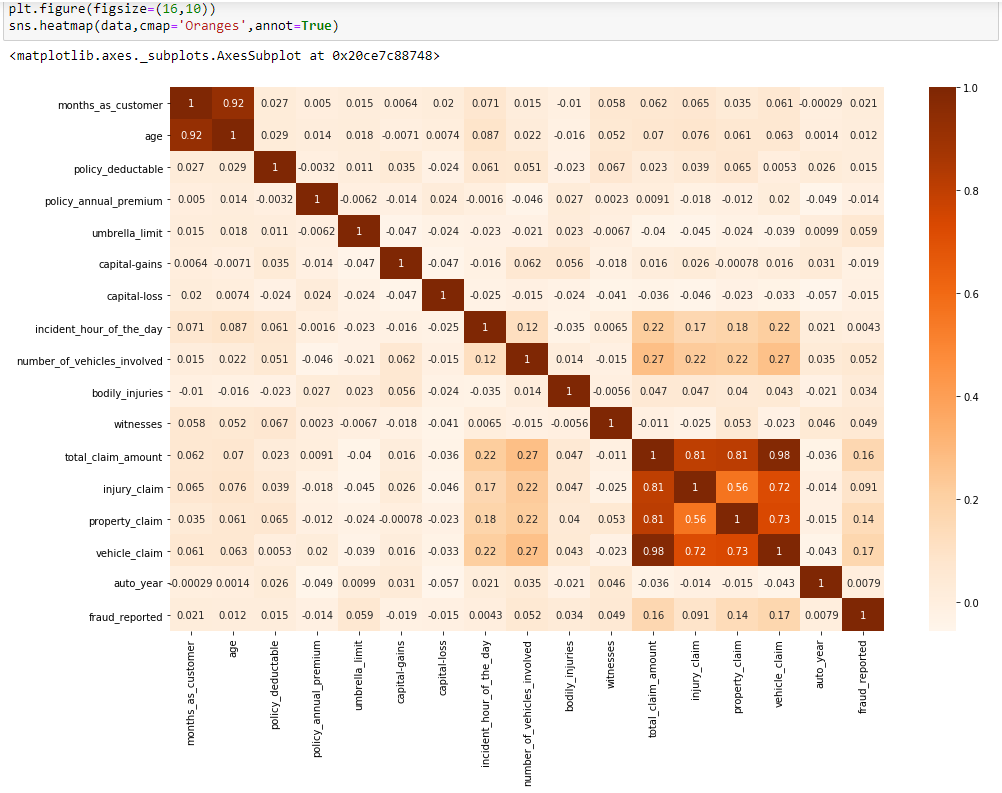 plt.figure(figsize=(16,10))
sns.heatmap(data,cmap='Oranges',annot=True)
<matplotlib.axes._subplots.AxesSubplot at 0x20ce7c88748>
months_as_customer 1 0.92 0.027 0.005 0.015 0.0064 0.02 0.071 0.015 -0.01 0.058 0.062 0.065 0.035 0.061 -0.00029 0.021
age 0.92 1 0.029 0.014 0.018 -0.0071 0.0074 0.087 0.022 -0.016 0.052 0.07 0.076 0.061 0.063 0.0014 0.012
policy_deductable 0.027 0.029 1 -0.0032 0.011 0.035 -0.024 0.061 0.051 -0.023 0.067 0.023 0.039 0.065 0.0053 0.026 0.015
policy_annual_premium 0.005 0.014 -0.0032 1 -0.0062 -0.014 0.024 -0.0016 -0.046 0.027 0.0023 0.0091 -0.018 -0.012 0.02 -0.049 -0.014
umbrella_limit 0.015 0.018 0.011 -0.0062 1 -0.047 -0.024 -0.023 -0.021 0.023 -0.0067 -0.04 -0.045 -0.024 -0.039 0.0099 0.059
capital-gains 0.0064 -0.0071 0.035 -0.014 -0.047 1 -0.047 -0.016 0.062 0.056 -0.018 0.016 0.026 -0.00078 0.016 0.031 -0.019
capital-loss 0.02 0.0074 -0.024 0.024 -0.024 -0.047 1 -0.025 -0.015 -0.024 -0.041 -0.036 -0.046 -0.023 -0.033 -0.057 -0.015
incident_hour_of_the_day 0.071 0.087 0.061 -0.0016 -0.023 -0.016 -0.025 1 0.12 -0.035 0.0065 0.22 0.17 0.18 0.22 0.021 0.0043
number_of_vehicles_involved 0.015 0.022 0.051 -0.046 -0.021 0.062 -0.015 0.12 1 0.014 -0.015 0.27 0.22 0.22 0.27 0.035 0.052
bodily_injuries -0.01 -0.016 -0.023 0.027 0.023 0.056 -0.024 -0.035 0.014 1 -0.0056 0.047 0.047 0.04 0.043 -0.021 0.034
witnesses 0.058 0.052 0.067 0.0023 -0.0067 -0.018 -0.041 0.0065 -0.015 -0.0056 1 -0.011 -0.025 0.053 -0.023 0.046 0.049
total_claim_amount 0.062 0.07 0.023 0.0091 -0.04 0.016 -0.036 0.22 0.27 0.047 -0.011 1 0.81 0.81 0.98 -0.036 0.16
injury_claim 0.065 0.076 0.039 -0.018 -0.045 0.026 -0.046 0.17 0.22 0.047 -0.025 0.81 1 0.56 0.72 -0.014 0.091
property_claim 0.035 0.061 0.065 -0.012 -0.024 -0.00078 -0.023 0.18 0.22 0.04 0.053 0.81 0.56 1 0.73 -0.015 0.14
vehicle_claim 0.061 0.063 0.0053 0.02 -0.039 0.016 -0.033 0.22 0.27 0.043 -0.023 0.98 0.72 0.73 1 -0.043 0.17
auto_year -0.00029 0.0014 0.026 -0.049 0.0099 0.031 -0.057 0.021 0.035 -0.021 0.046 -0.036 -0.014 -0.015 -0.043 1 0.0079
fraud_reported 0.021 0.012 0.015 -0.014 0.059 -0.019 -0.015 0.0043 0.052 0.034 0.049 0.16 0.091 0.14 0.17 0.0079 1
months_as_customer
age
policy_deductable
policy_annual_premium
umbrella_limit
capital-gains
capital-loss
incident_hour_of_the_day
number_of_vehicles_involved
bodily_injuries
witnesses
total_claim_amount
injury_claim
property_claim
vehicle_claim
auto_year
fraud_reported
1.0
0.8
0.6
0.4
0.2
0.0